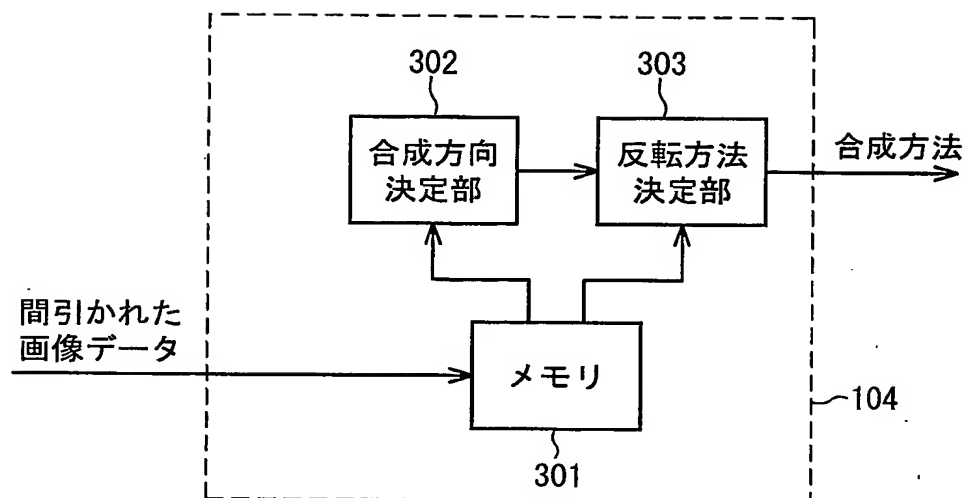 302
303
合成方向
決定部
反転方法
決定部
合成方法
間引かれた
画像データ
メモリ
104
301